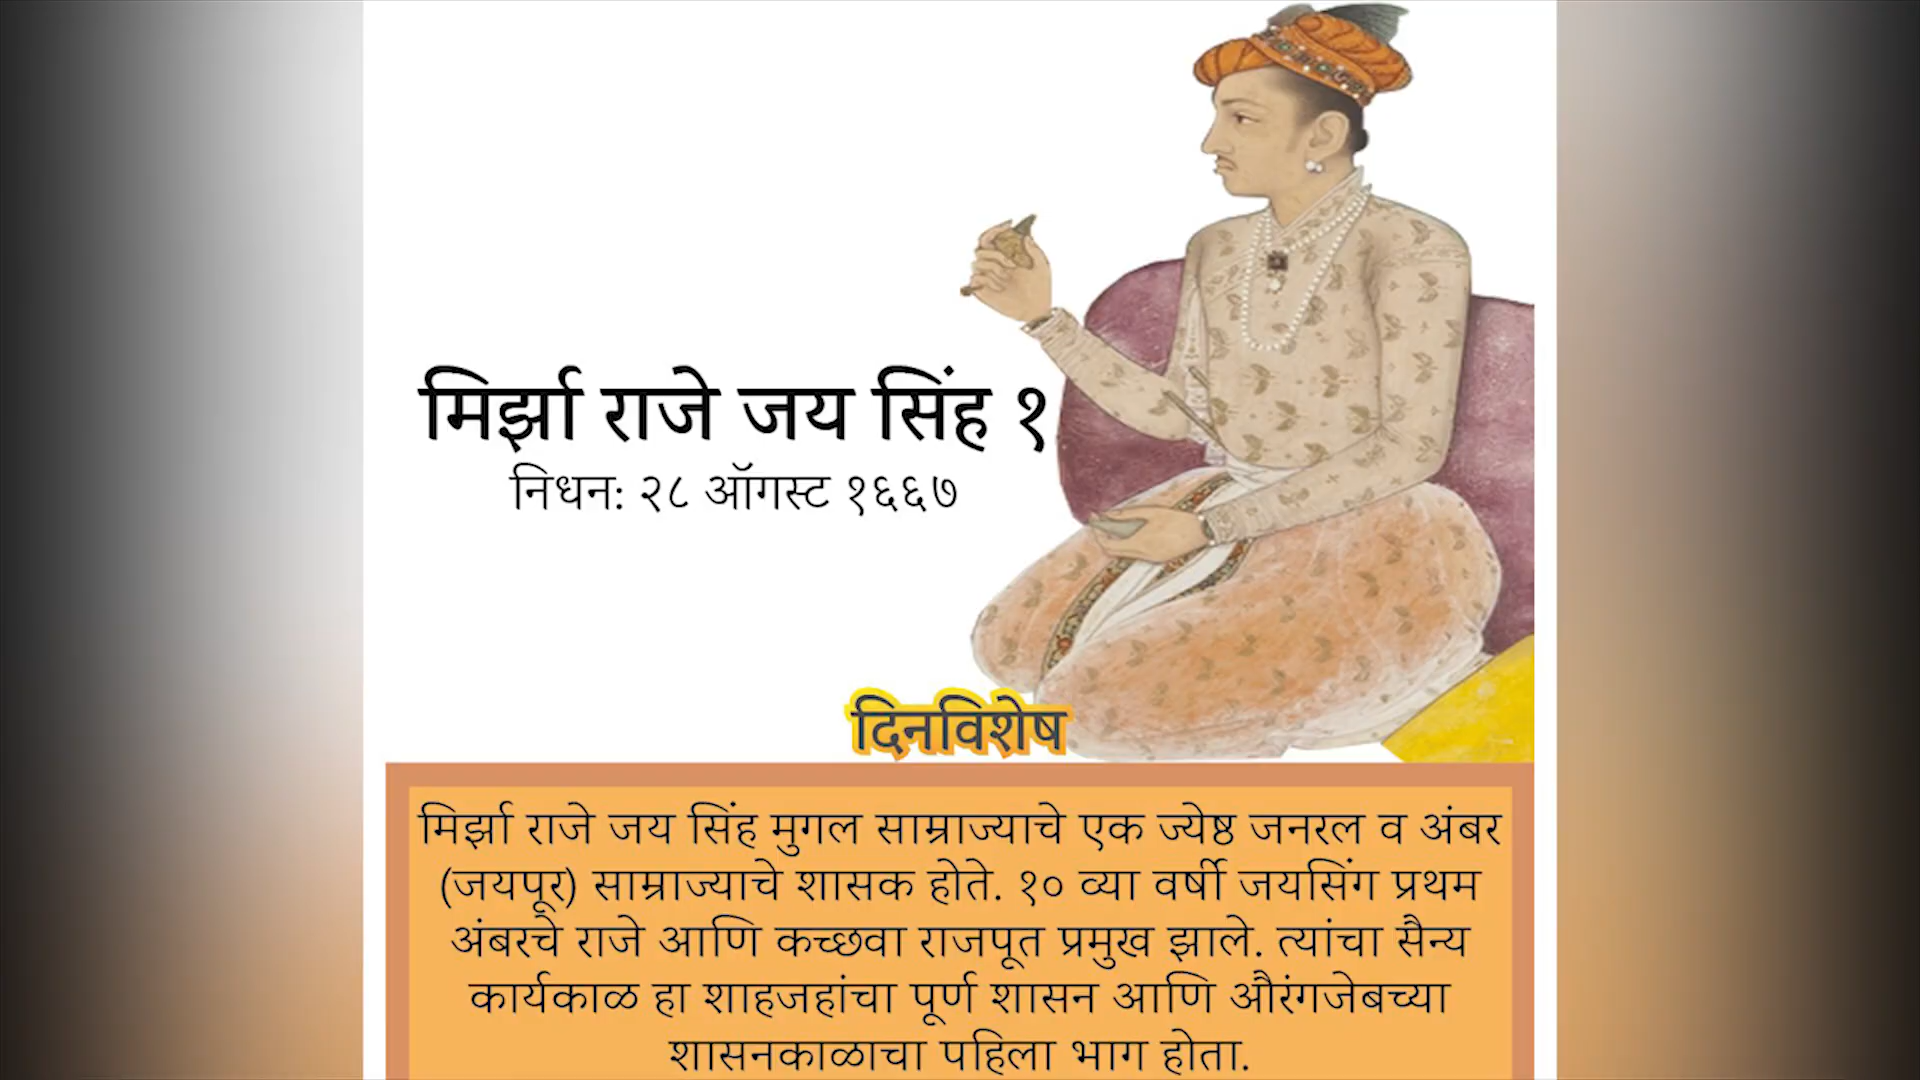 मिर्झा राजे जय सिंह १
निधन: २८ ऑगस्ट १६६७
दिनविशेष
मिर्झा राजे जय सिंह मुगल साम्राज्याचे एक ज्येष्ठ जनरल व अंबर
(जयपूर) साम्राज्याचे शासक होते. १० व्या वर्षी जयसिंग प्रथम
अंबरचे राजे आणि कच्छवा राजपूत प्रमुख झाले. त्यांचा सैन्य
कार्यकाळ हा शाहजहांचा पूर्ण शासन आणि औरंगजेबच्या
शासनकाळाचा पहिला भाग होता.